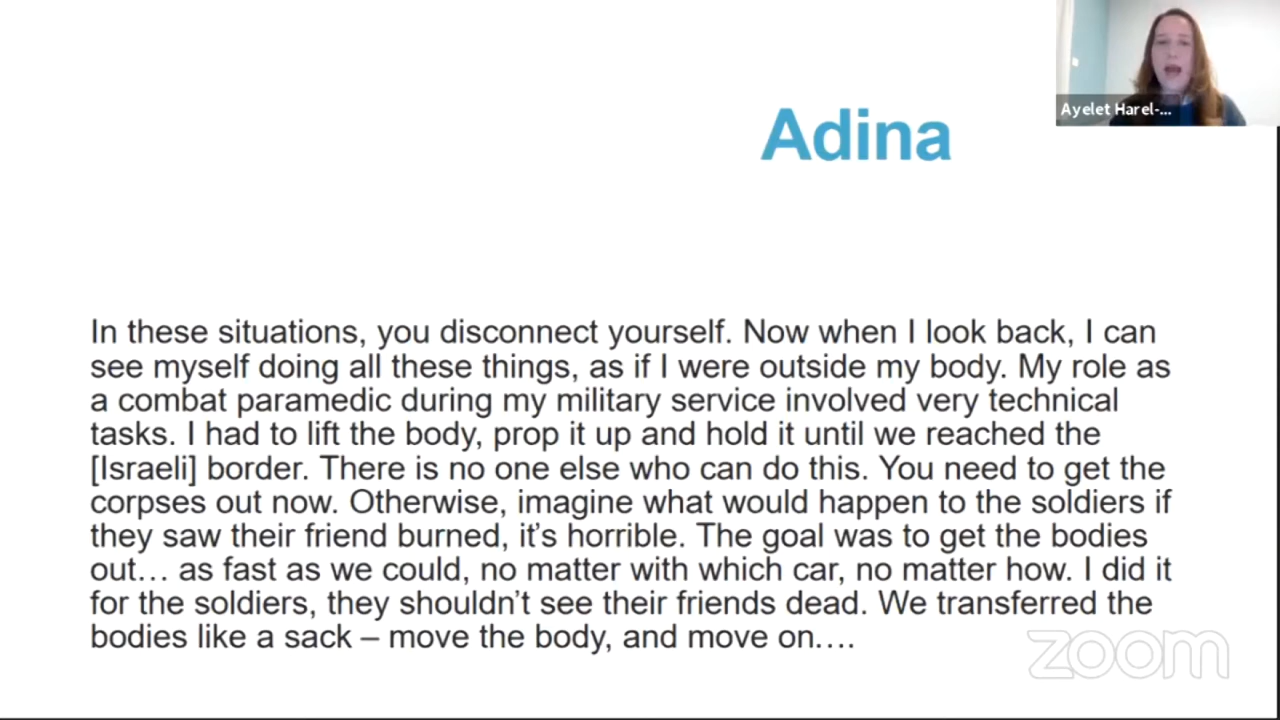 Ayelet Harel-...
Adina
In these situations, you disconnect yourself. Now when I look back, I can
see myself doing all these things, as if I were outside my body. My role as
a combat paramedic during my military service involved very technical
tasks. I had to lift the body, prop it up and hold it until we reached the
[Israeli] border. There is no one else who can do this. You need to get the
corpses out now. Otherwise, imagine what would happen to the soldiers if
they saw their friend burned, it’s horrible. The goal was to get the bodies
out… as fast as we could, no matter with which car, no matter how. I did it
for the soldiers, they shouldn’t see their friends dead. We transferred the
bodies like a sack – move the body, and move on….
zoom